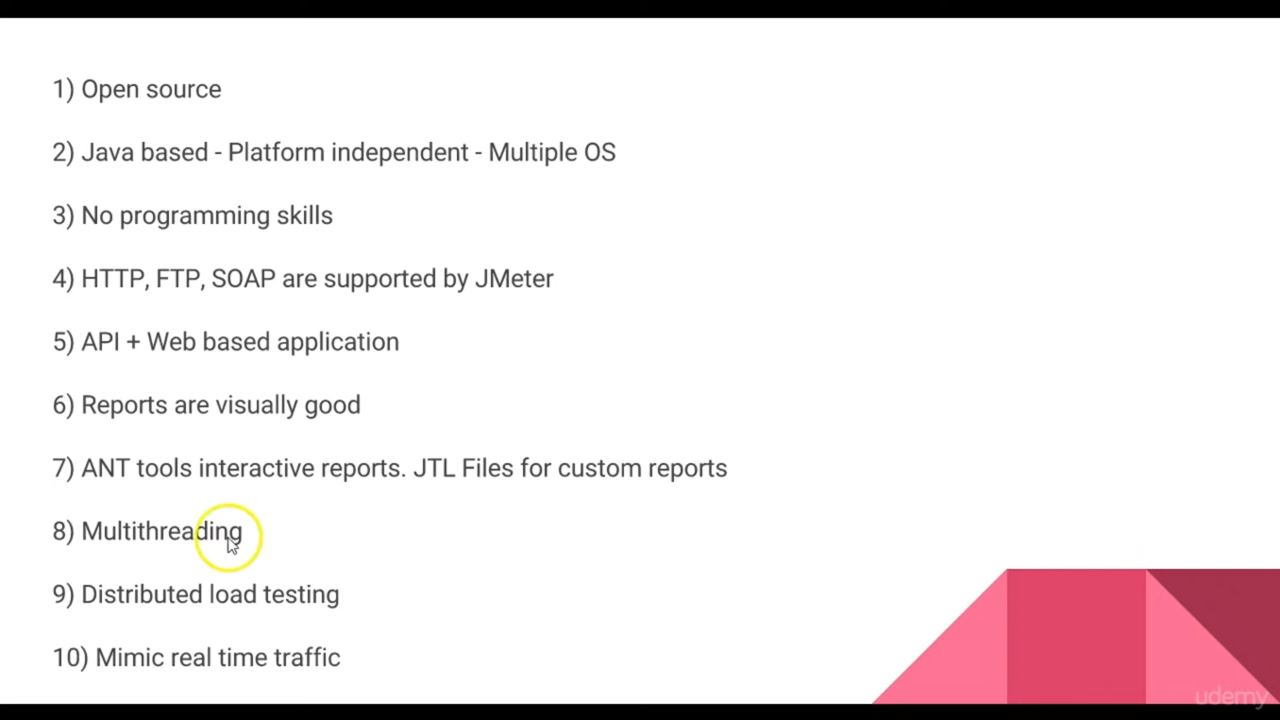 1) Open source
2) Java based - Platform independent - Multiple OS
3) No programming skills
4) HTTP, FTP, SOAP are supported by JMeter
5) API + Web based application
6) Reports are visually good
7) ANT tools interactive reports. JTL Files for custom reports
8) Multithreading
9) Distributed load testing
10) Mimic real time traffic
udemy